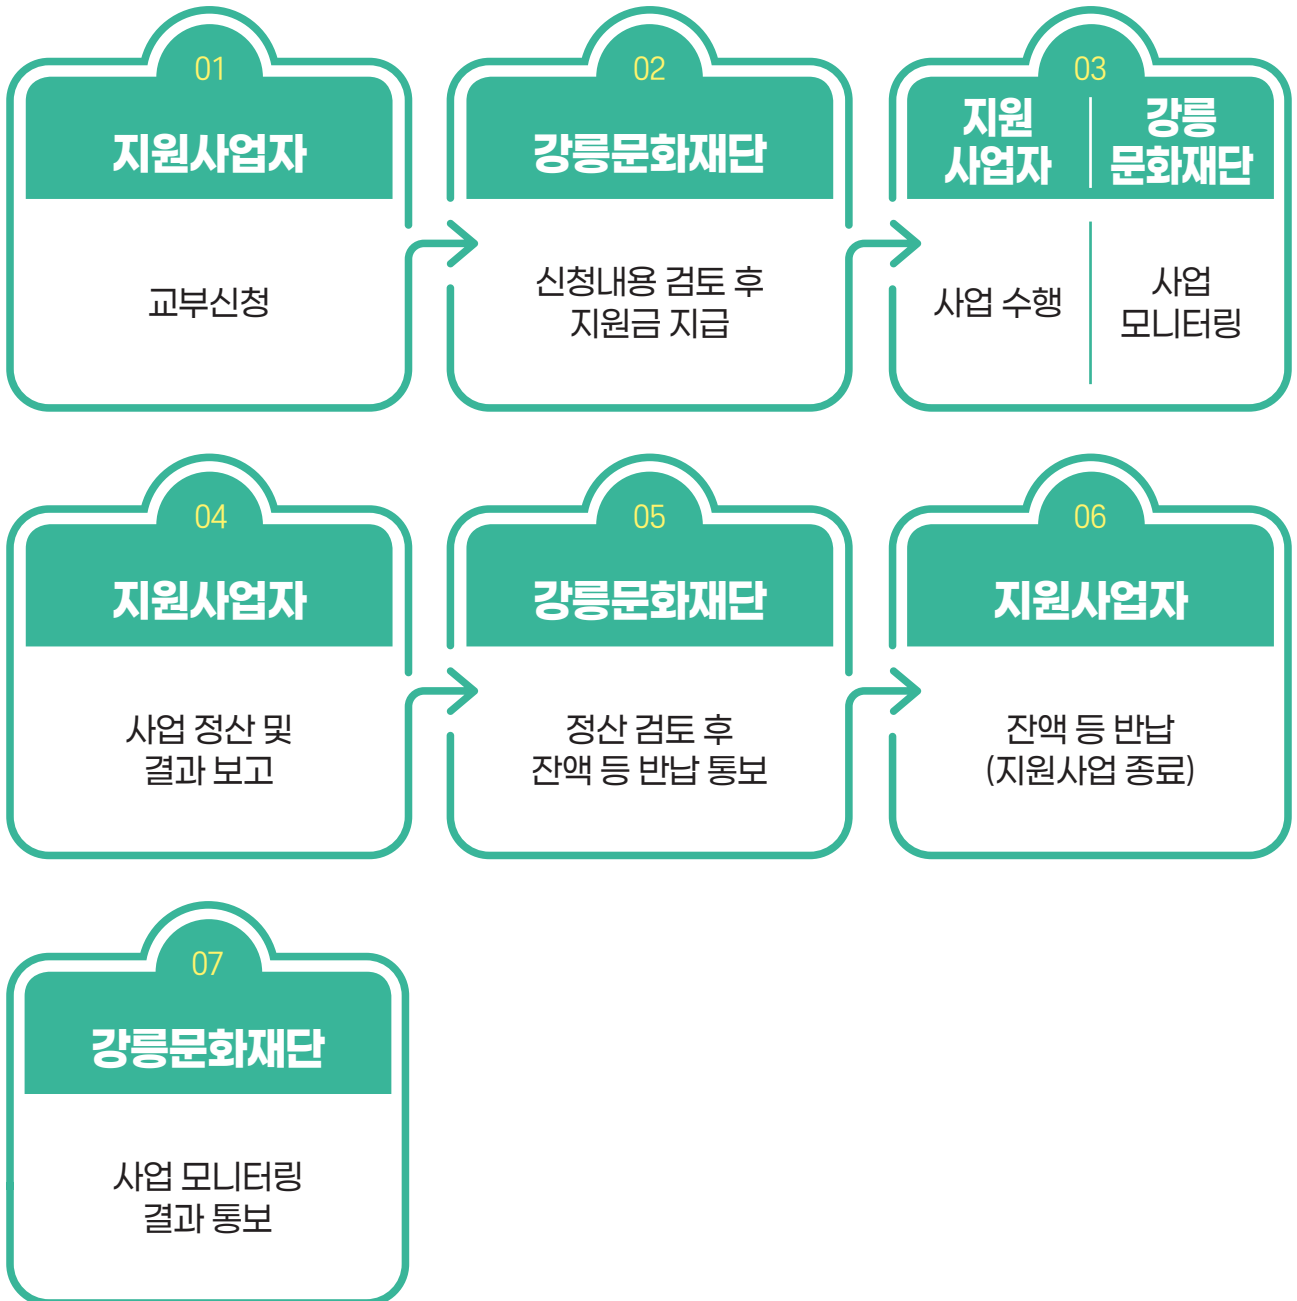 01
지원사업자
교부신청
02
강릉문화재단
신청내용 검토 후
지원금 지급
03
지원
사업자
강릉
문화재단
사업 수행
사업
모니터링
04
지원사업자
사업 정산 및
결과 보고
05
강릉문화재단
정산 검토 후
잔액 등 반납 통보
06
지원사업자
잔액 등 반납
(지원사업 종료)
07
강릉문화재단
사업 모니터링
결과 통보